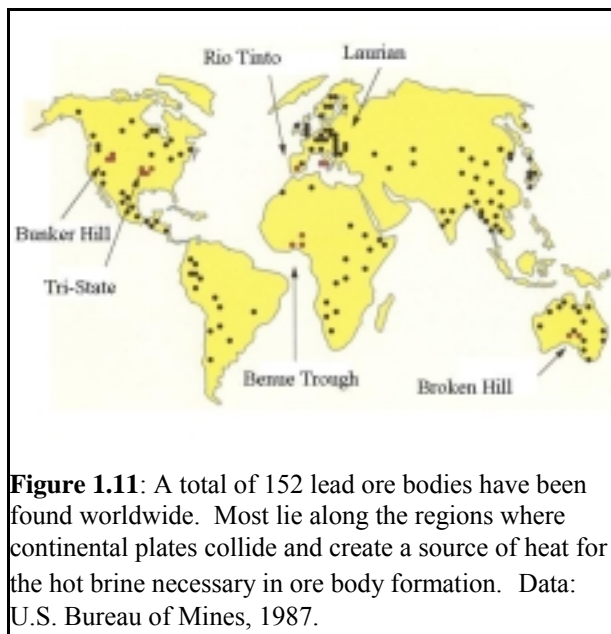 Rio Tinto
Laurian
Bunker Hill
Tri-State
Benue Trough
Broken Hill
Figure 1.11: A total of 152 lead ore bodies have been
found worldwide. Most lie along the regions where
continental plates collide and create a source of heat for
the hot brine necessary in ore body formation. Data:
U.S. Bureau of Mines, 1987.